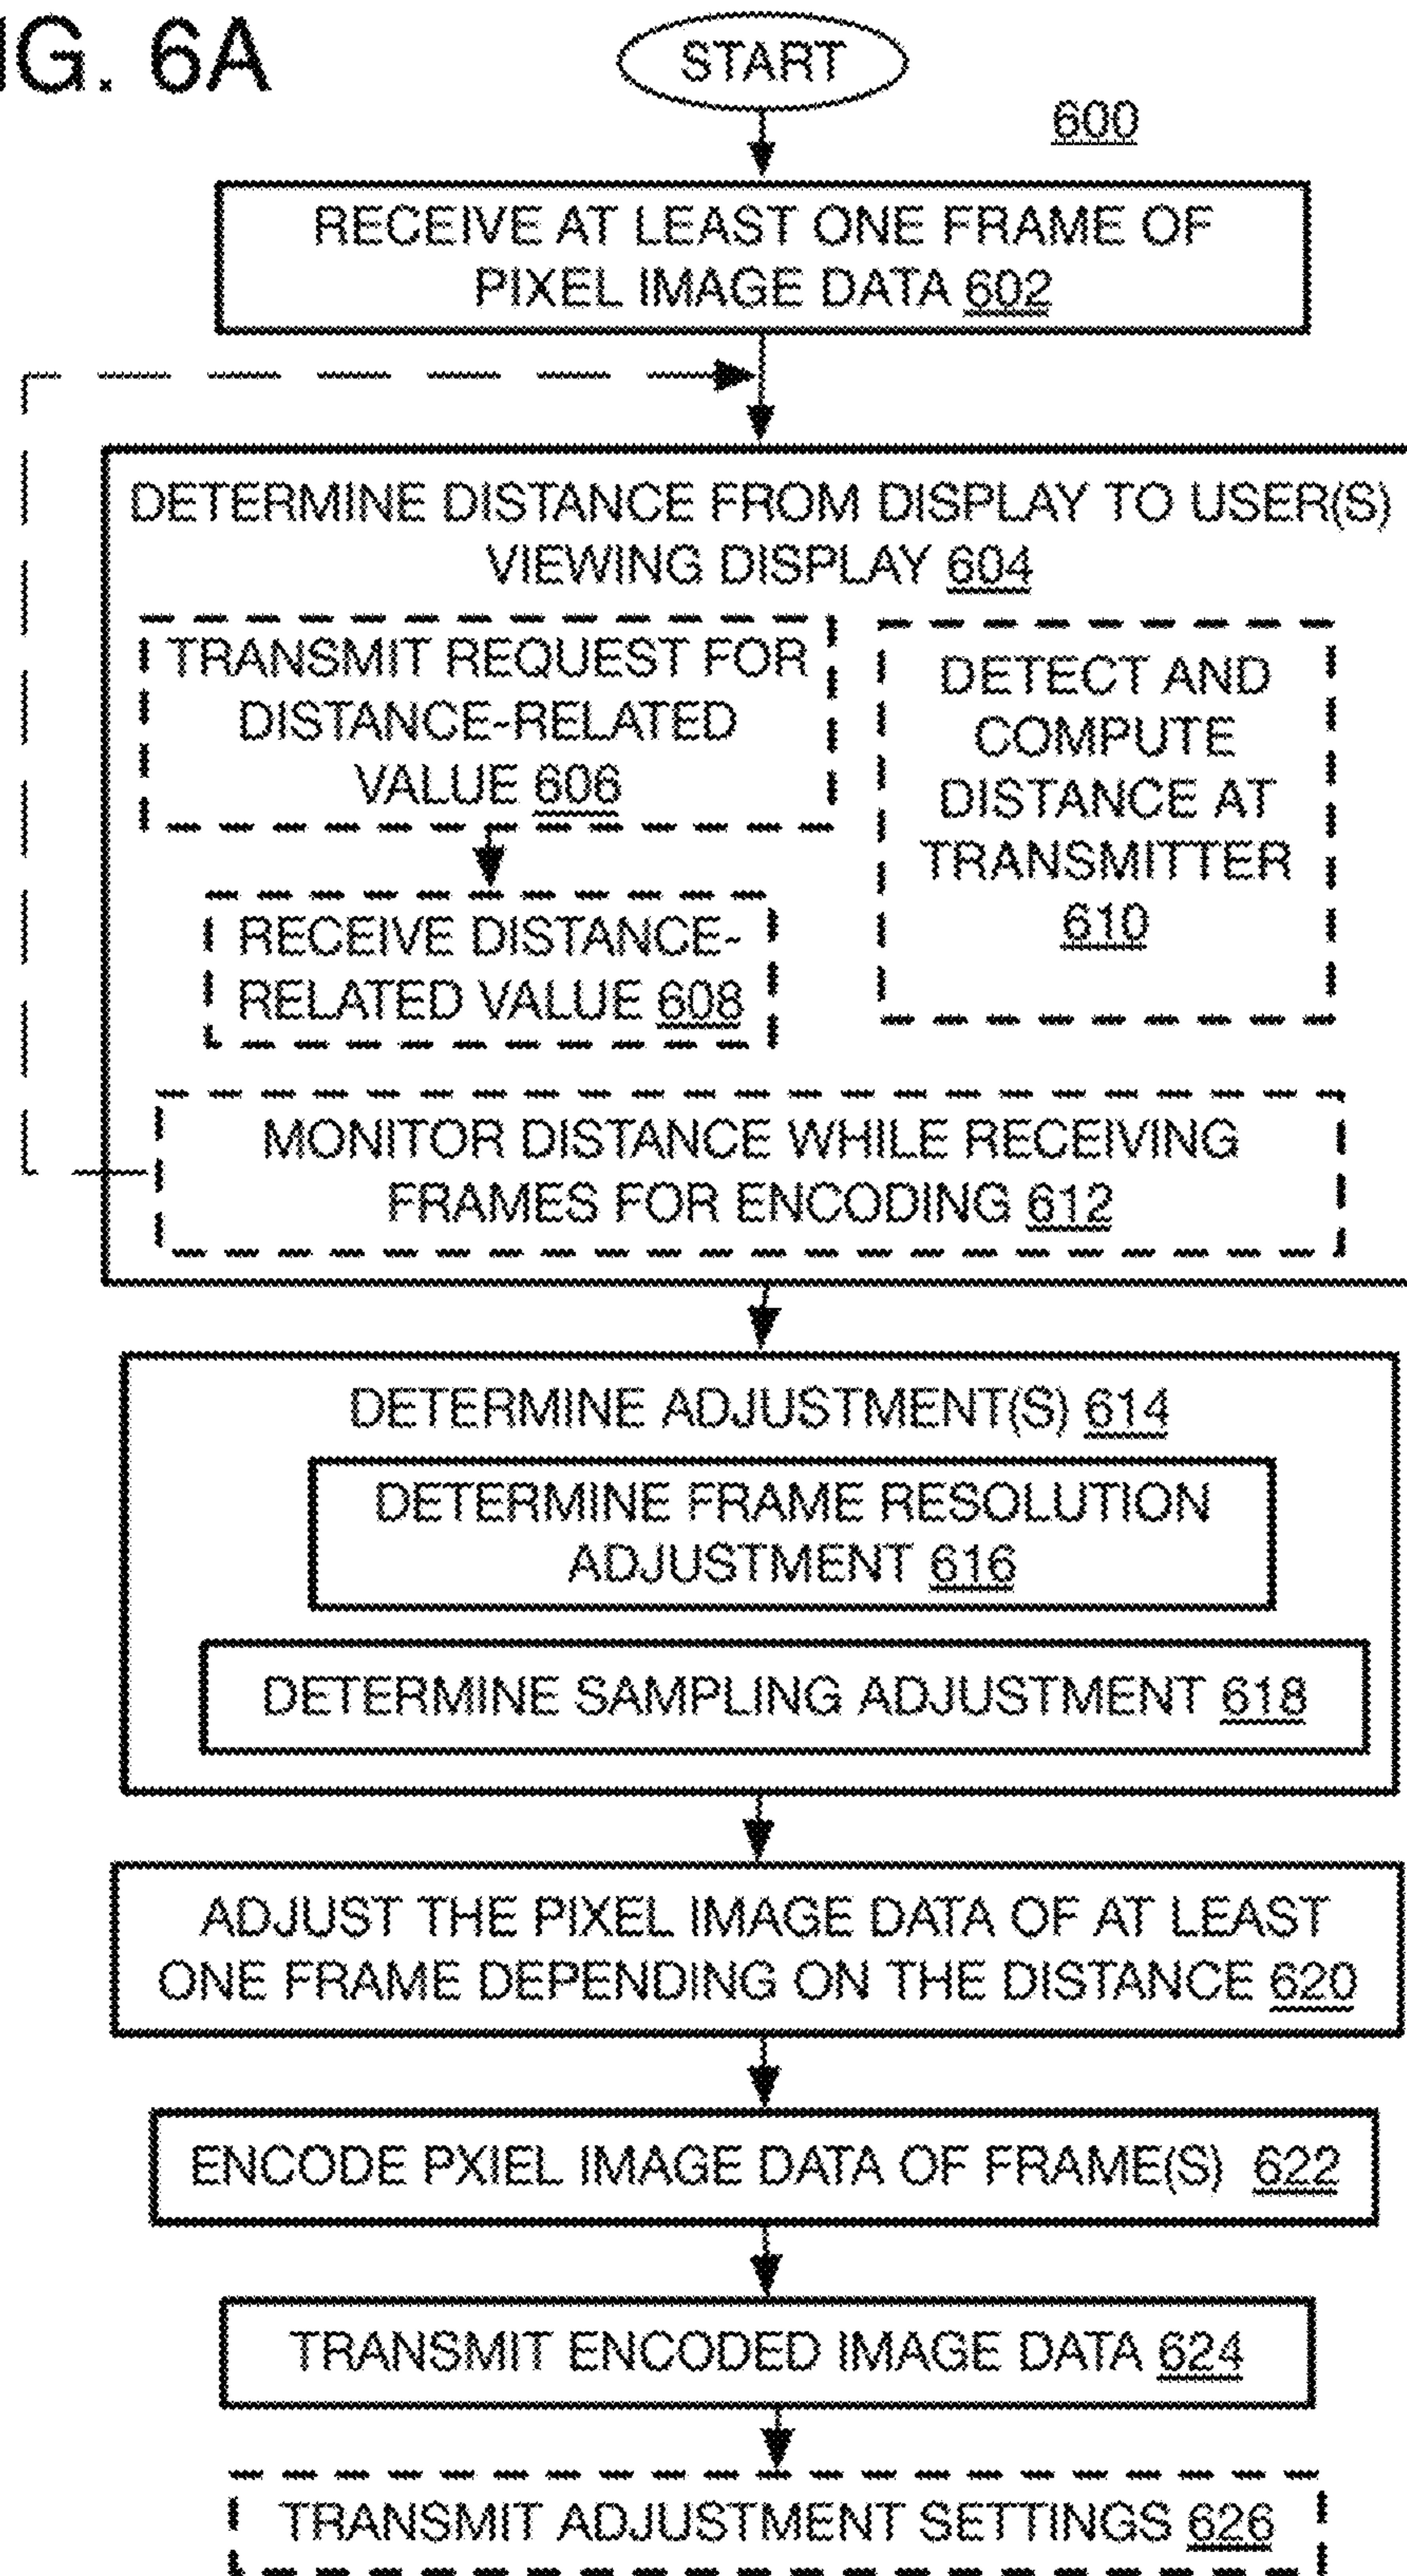 IG. 6A
START
600
RECEIVE AT LEAST ONE FRAME OF
PIXEL IMAGE DATA 602
DETERMINE DISTANCE FROM DISPLAY TO USER(S)
VIEWING DISPLAY 604
TRANSMIT REQUEST FOR
DISTANCE-RELATED
VALUE 606
DETECT AND
COMPUTE
DISTANCE AT
TRANSMITTER
610
RECEIVE DISTANCE-
RELATED VALUE 608
MONITOR DISTANCE WHILE RECEIVING
FRAMES FOR ENCODING 612
DETERMINE ADJUSTMENT(S) 614
DETERMINE FRAME RESOLUTION
ADJUSTMENT 616
DETERMINE SAMPLING ADJUSTMENT 618
ADJUST THE PIXEL IMAGE DATA OF AT LEAST
ONE FRAME DEPENDING ON THE DISTANCE 620
ENCODE PXIEL IMAGE DATA OF FRAME(S) 622
TRANSMIT ENCODED IMAGE DATA 624
TRANSMIT ADJUSTMENT SETTINGS 626